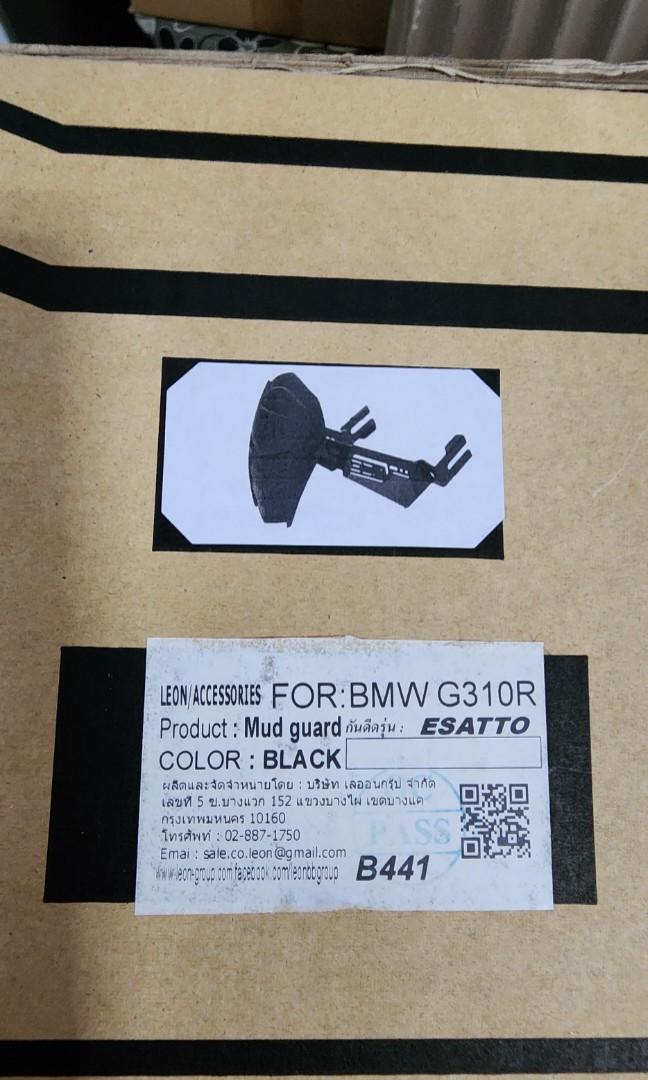 LEON/ACCESSORIES FOR:BMW G310R
Product : Mud guard กันดีดรุ่น : ESATTO
COLOR : BLACK
ผลิตและจัดจำหน่ายโดย : บริษัท เลออนกรุ๊ป จำกัด
เลขที่ 5 ซ.บางแวก 152 แขวงบางไผ่ เขตบางแค
กรุงเทพมหนคร 10160
โทรศัพท์ : 02-887-1750
PASS
Emai : sale.co.leon@gmail.com
www.leon-group.com,facebook.com/leonbbgroup B441